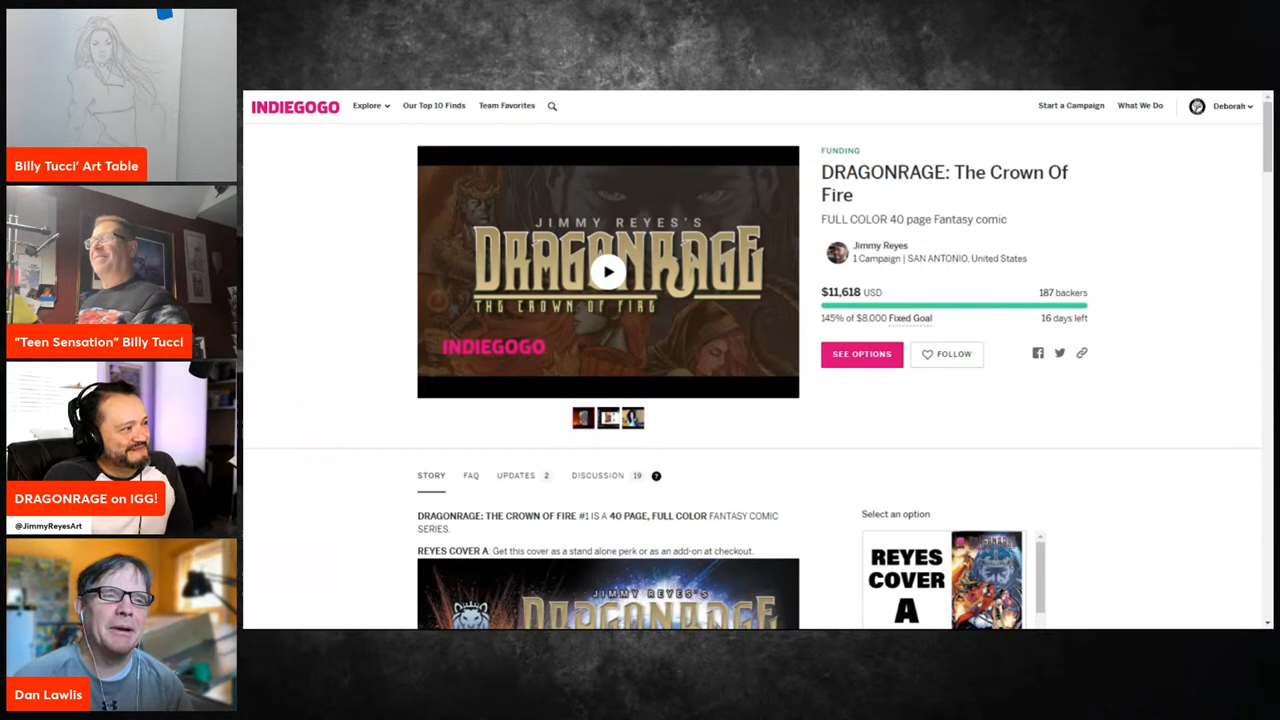 Billy Tucci' Art Table
"Teen Sensation" Billy Tucci
DRAGONRAGE on IGG!
@JimmyReyesArt
Dan Lawlis
INDIEGOGO
Explore
Our Top 10 Finds
Team Favorites
Start a Campaign
What We Do
Deborah
JIMMY REYES'S
DRAGONRAGE
THE CROWN OF FIRE
INDIEGOGO
FUNDING
DRAGONRAGE: The Crown Of
Fire
FULL COLOR 40 page Fantasy comic
Jimmy Reyes
1 Campaign | SAN ANTONIO, United States
$11,618 USD
187 backers
145% of $8,000 Fixed Goal
16 days left
SEE OPTIONS
FOLLOW
STORY
FAQ
UPDATES 2
DISCUSSION 19
?
DRAGONRAGE: THE CROWN OF FIRE #1 IS A 40 PAGE, FULL COLOR FANTASY COMIC
SERIES.
REYES COVER A: Get this cover as a stand alone perk or as an add-on at checkout.
JIMMY REYES'S
DRAGONRAGE
Select an option
REYES
COVER
A
DRAGONRAGE